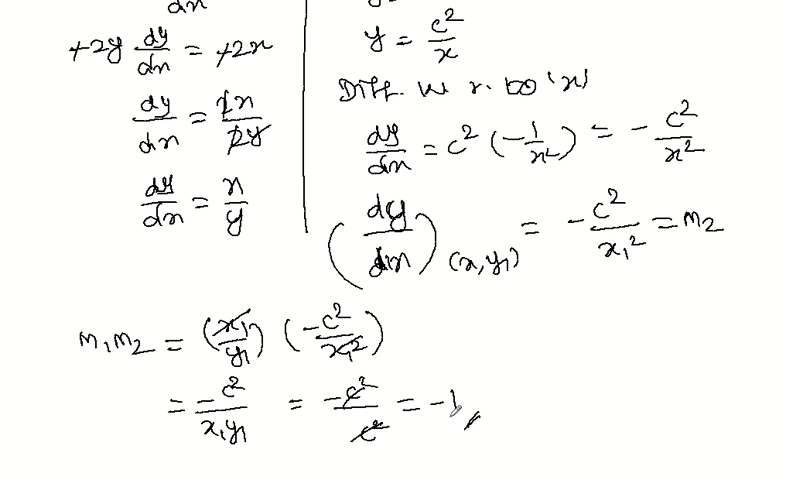 dx
+2y dy/dx = +2x
dy/dx = 2x/2y
dy/dx = x/y
y = c²/x
Diff. w r. to 'x'
dy/dx = c² (-1/x²) = - c²/x²
(dy/dx)(x,y₁) = - c²/x₁² = m₂
m₁m₂ = (x₁/y₁) (-c²/x₁²)
= -c²/x₁y₁ = -c²/c² = -1,